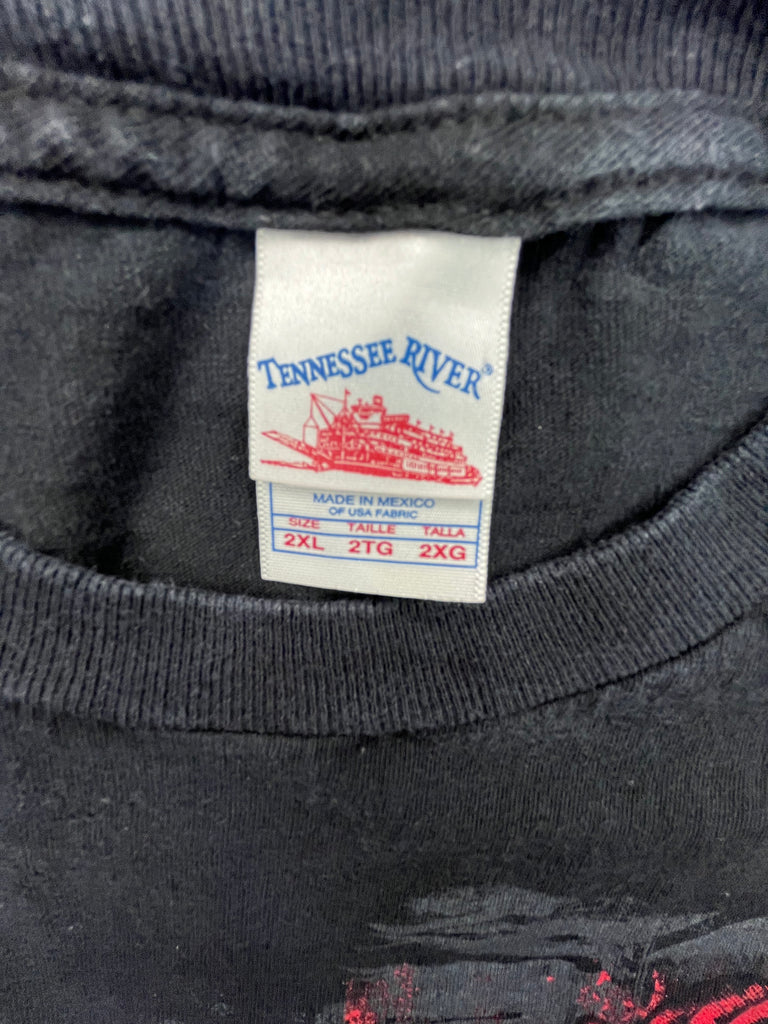 TENNESSEE RIVER®
MADE IN MEXICO
OF USA FABRIC
SIZE TAILLE TALLA
2XL 2TG 2XG